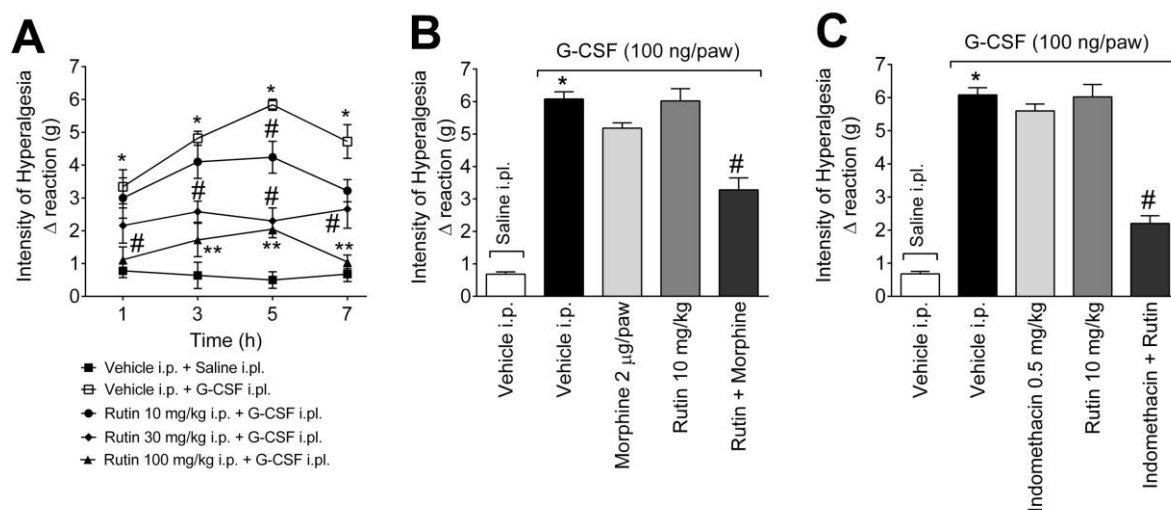 A
Intensity of Hyperalgesia
Δ reaction (g)
7
6
5
4
3
2
1
0
*
*
*
*
#
#
#
#
#
**
**
**
1
3
5
7
Time (h)
Vehicle i.p. + Saline i.pl.
Vehicle i.p. + G-CSF i.pl.
Rutin 10 mg/kg i.p. + G-CSF i.pl.
Rutin 30 mg/kg i.p. + G-CSF i.pl.
Rutin 100 mg/kg i.p. + G-CSF i.pl.
B
G-CSF (100 ng/paw)
Intensity of Hyperalgesia
Δ reaction (g)
7
6
5
4
3
2
1
0
Saline i.pl.
*
#
Vehicle i.p.
Vehicle i.p.
Morphine 2 μg/paw
Rutin 10 mg/kg
Rutin + Morphine
C
G-CSF (100 ng/paw)
Intensity of Hyperalgesia
Δ reaction (g)
7
6
5
4
3
2
1
0
Saline i.pl.
*
#
Vehicle i.p.
Vehicle i.p.
Indomethacin 0.5 mg/kg
Rutin 10 mg/kg
Indomethacin + Rutin